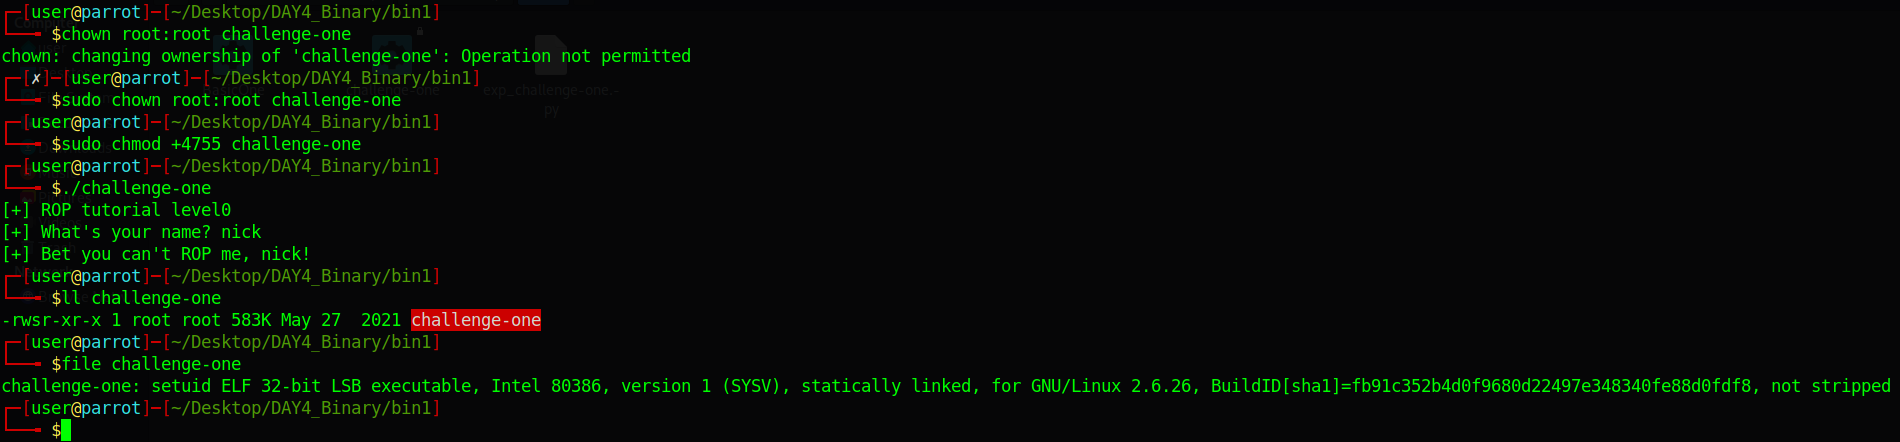 ┌─[user@parrot]─[~/Desktop/DAY4_Binary/bin1]
└──╼ $chown root:root challenge-one
chown: changing ownership of 'challenge-one': Operation not permitted
┌─[✗]─[user@parrot]─[~/Desktop/DAY4_Binary/bin1]
└──╼ $sudo chown root:root challenge-one
┌─[user@parrot]─[~/Desktop/DAY4_Binary/bin1]
└──╼ $sudo chmod +4755 challenge-one
┌─[user@parrot]─[~/Desktop/DAY4_Binary/bin1]
└──╼ $./challenge-one
[+] ROP tutorial level0
[+] What's your name? nick
[+] Bet you can't ROP me, nick!
┌─[user@parrot]─[~/Desktop/DAY4_Binary/bin1]
└──╼ $ll challenge-one
-rwsr-xr-x 1 root root 583K May 27  2021 challenge-one
┌─[user@parrot]─[~/Desktop/DAY4_Binary/bin1]
└──╼ $file challenge-one
challenge-one: setuid ELF 32-bit LSB executable, Intel 80386, version 1 (SYSV), statically linked, for GNU/Linux 2.6.26, BuildID[sha1]=fb91c352b4d0f9680d22497e348340fe88d0fdf8, not stripped
┌─[user@parrot]─[~/Desktop/DAY4_Binary/bin1]
└──╼ $
exp_challenge-one.-
py